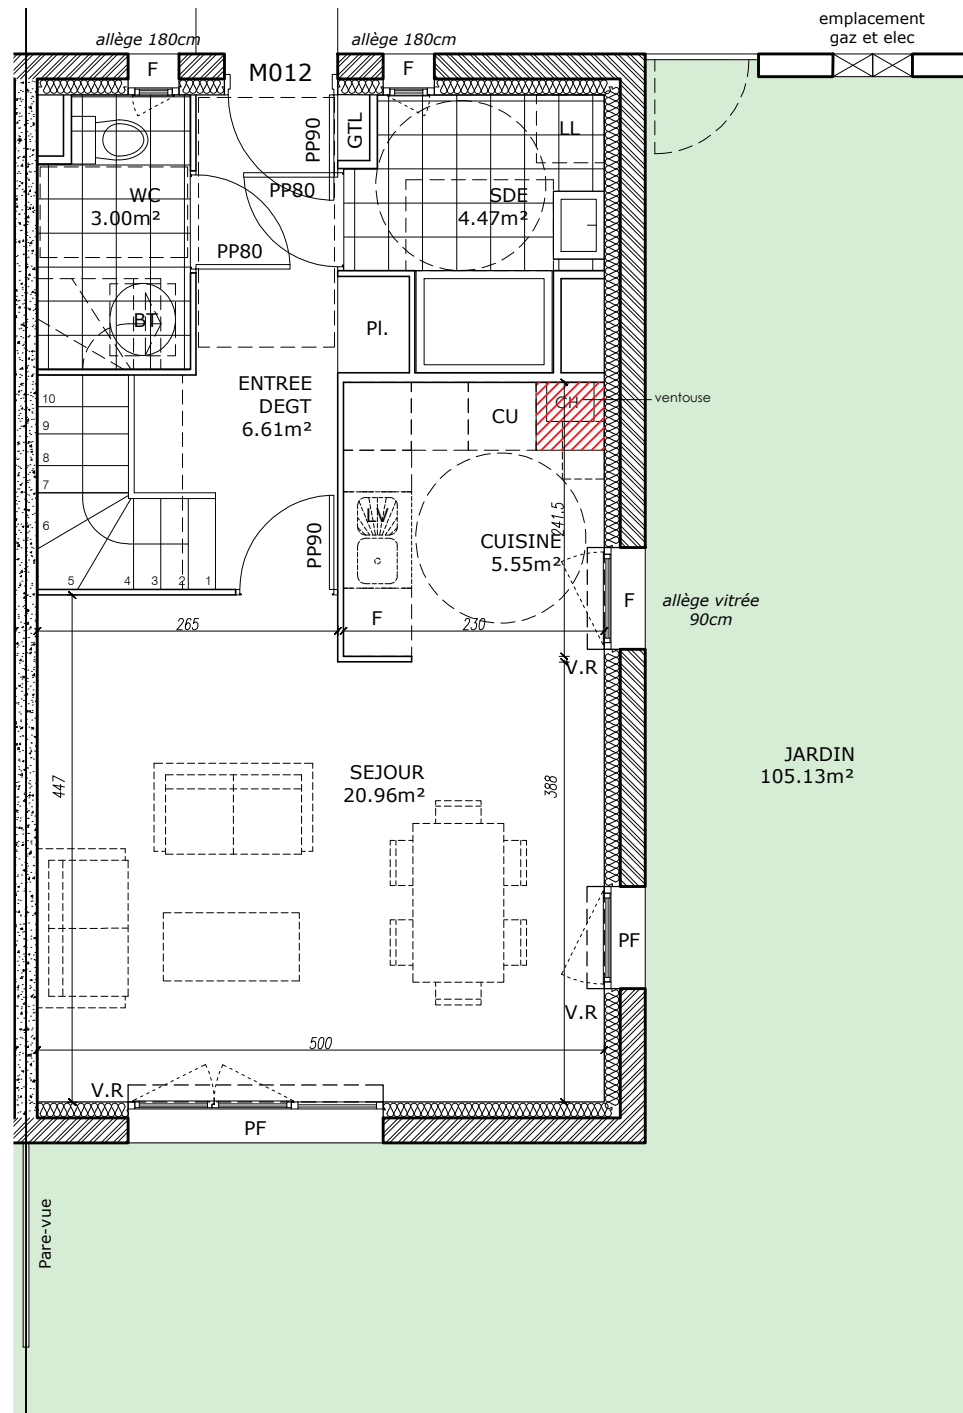 emplacement
gaz et elec
allège 180cm
allège 180cm
F
M012
F
PP90
GTL
LL
WC
3.00m²
PP80
SDE
4.47m²
PP80
BT
Pl.
ENTREE
DEGT
6.61m²
CU
CH
ventouse
10
9
8
7
6
5
4
3
2
1
LV
PP90
241.5
CUISINE
5.55m²
F
F
allège vitrée
90cm
265
230
V.R
447
SEJOUR
20.96m²
388
JARDIN
105.13m²
PF
V.R
500
V.R
PF
Pare-vue